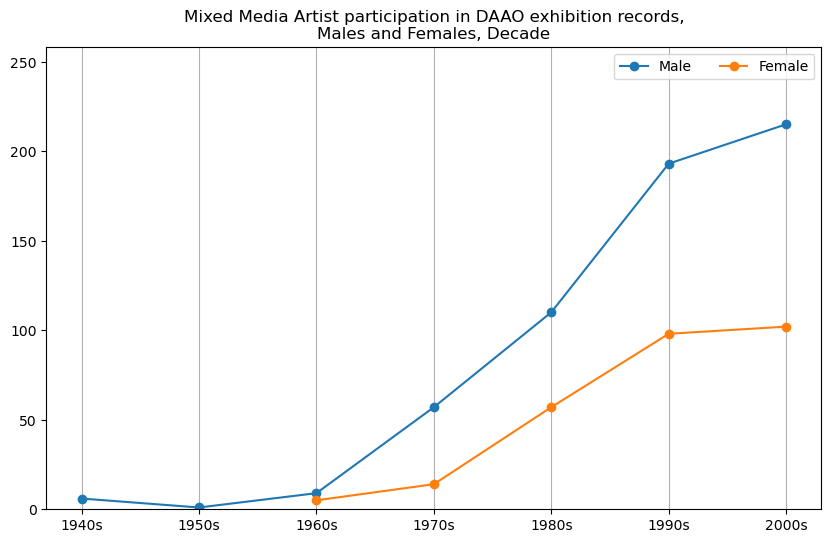 Mixed Media Artist participation in DAAO exhibition records,
Males and Females, Decade
Male Female
250
200
150
100
50
0
1940s 1950s 1960s 1970s 1980s 1990s 2000s